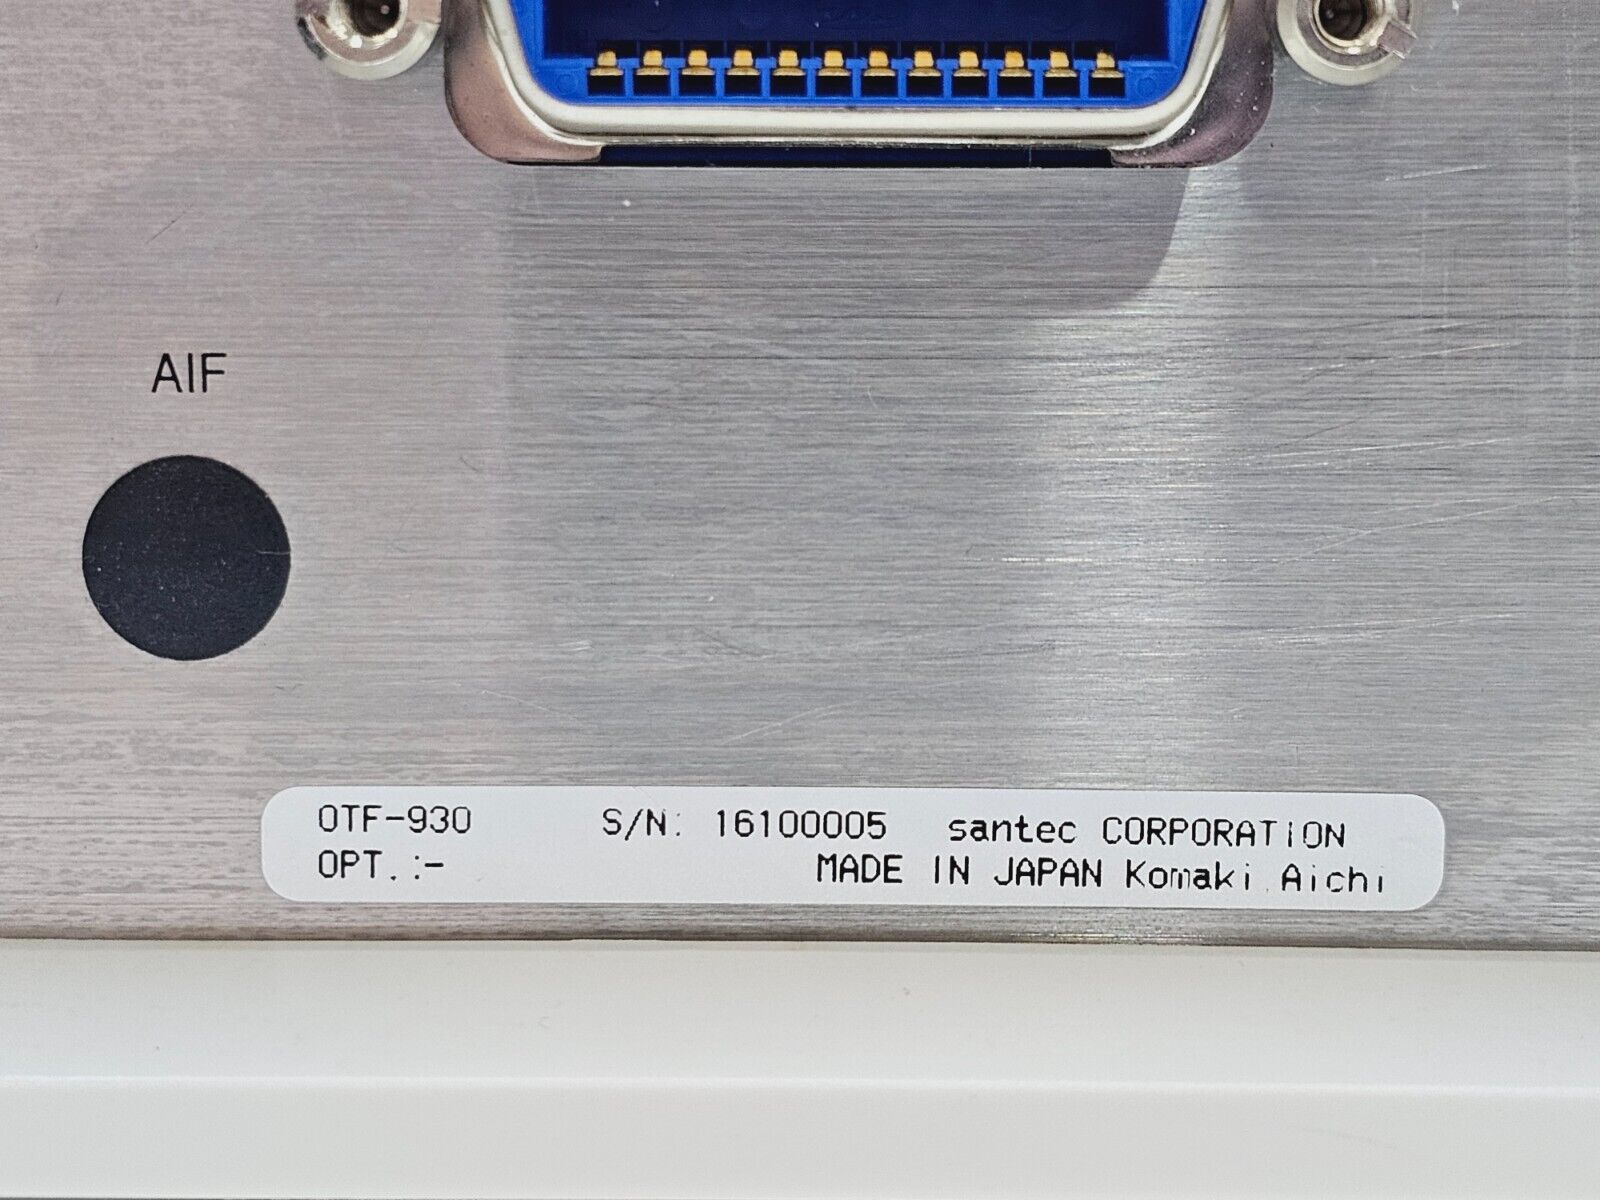 AIF
OTF-930 S/N: 16100005 santec CORPORATION
OPT.:- MADE IN JAPAN Komaki.Aichi